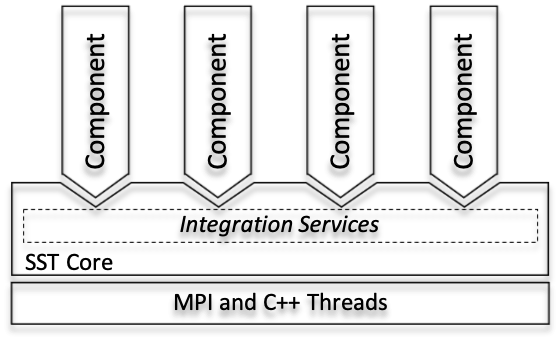 Component
Component
Component
Component
Integration Services
SST Core
MPI and C++ Threads